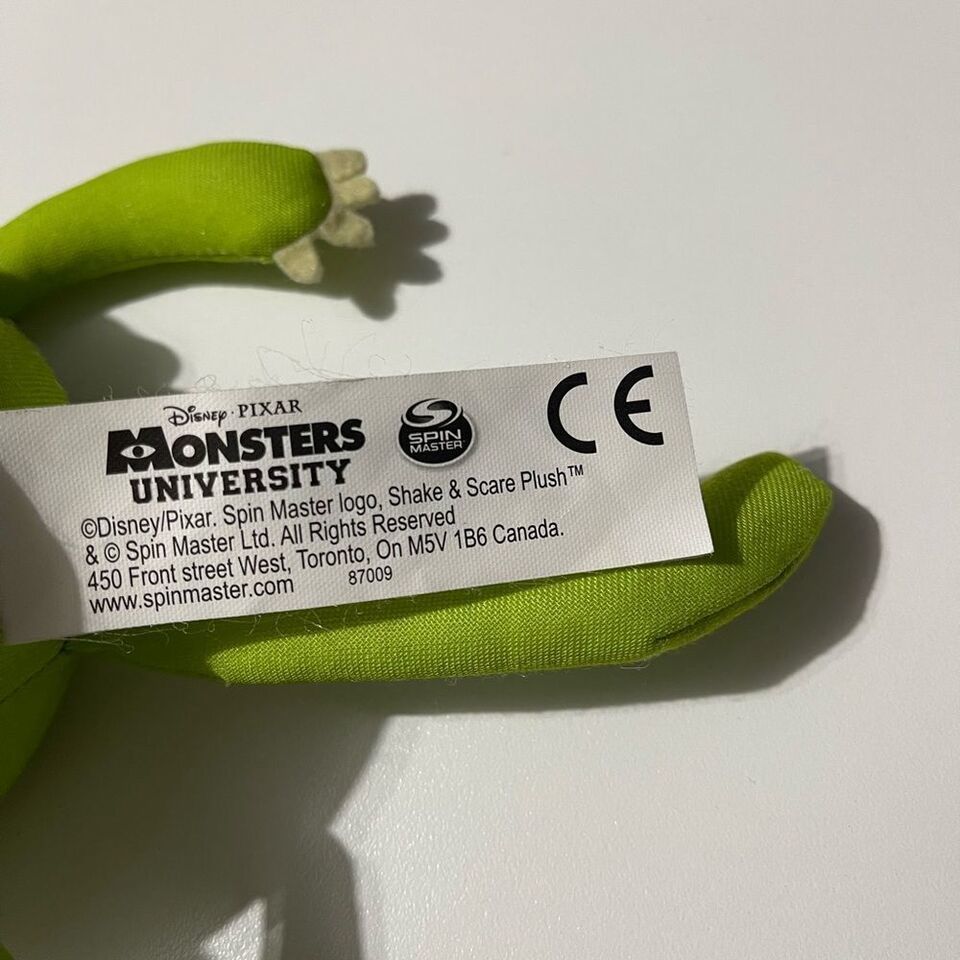 Disney · PIXAR
MONSTERS
UNIVERSITY
SPIN
MASTER
CE
©Disney/Pixar. Spin Master logo, Shake & Scare Plush™
& © Spin Master Ltd. All Rights Reserved
450 Front street West, Toronto, On M5V 1B6 Canada.
www.spinmaster.com 87009